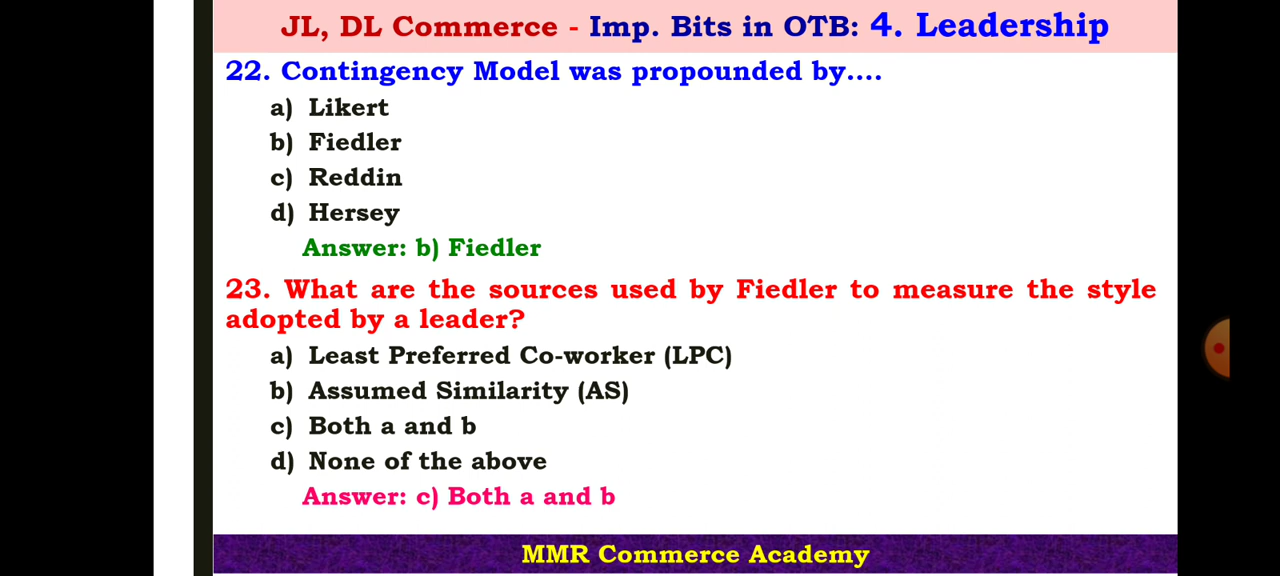 JL, DL Commerce - Imp. Bits in OTB: 4. Leadership
22. Contingency Model was propounded by....
a) Likert
b) Fiedler
c) Reddin
d) Hersey
Answer: b) Fiedler
23. What are the sources used by Fiedler to measure the style
adopted by a leader?
a) Least Preferred Co-worker (LPC)
b) Assumed Similarity (AS)
c) Both a and b
d) None of the above
Answer: c) Both a and b
MMR Commerce Academy